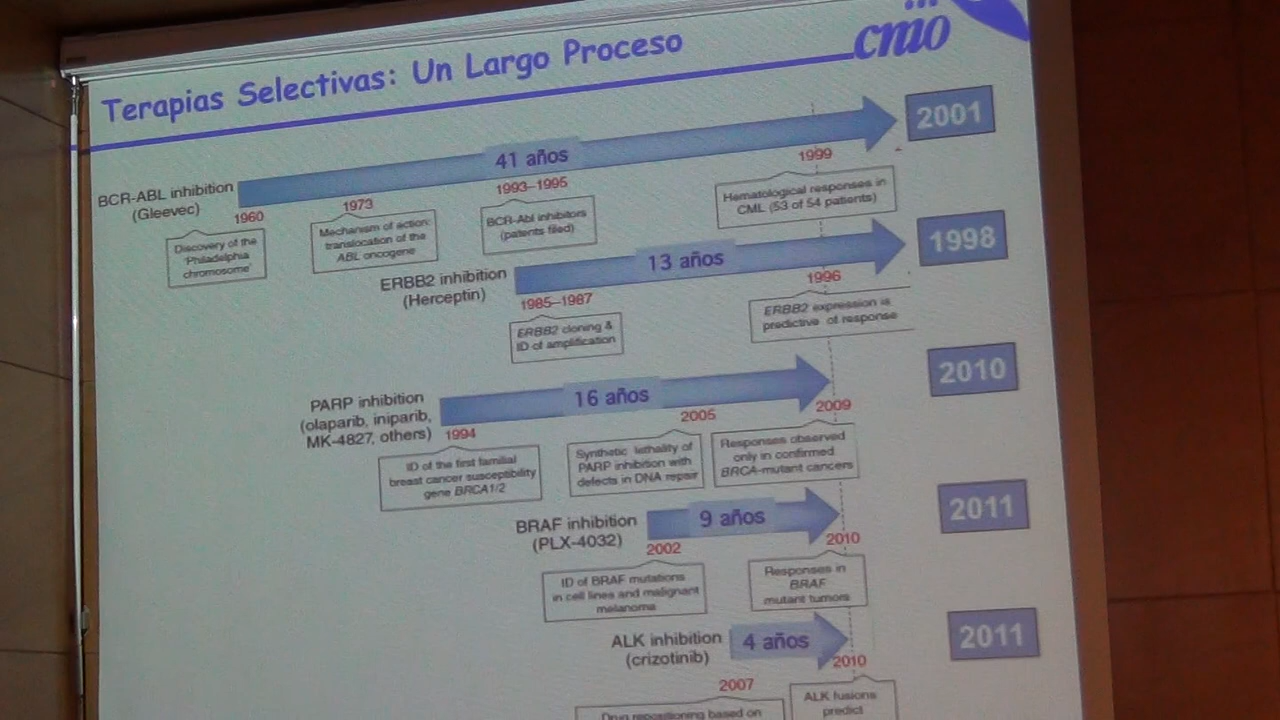 Terapias Selectivas: Un Largo Proceso
cnio
BCR-ABL inhibition
(Gleevec)
41 años
2001
1960
Discovery of the
'Philadelphia
chromosome'
1973
Mechanism of action:
translocation of the
ABL oncogene
1993–1995
BCR-Abl inhibitors
(patents filed)
1999
Hematological responses in
CML (53 of 54 patients)
ERBB2 inhibition
(Herceptin)
13 años
1998
1985–1987
ERBB2 cloning &
ID of amplification
1996
ERBB2 expression is
predictive of response
PARP inhibition
(olaparib, iniparib,
MK-4827, others)
16 años
2010
1994
ID of the first familial
breast cancer susceptibility
gene BRCA1/2
2005
Synthetic lethality of
PARP inhibition with
defects in DNA repair
2009
Responses observed
only in confirmed
BRCA-mutant cancers
BRAF inhibition
(PLX-4032)
9 años
2011
2002
ID of BRAF mutations
in cell lines and malignant
melanoma
2010
Responses in
BRAF
mutant tumors
ALK inhibition
(crizotinib)
4 años
2011
2007
Drug repositioning based on
2010
ALK fusions
predict